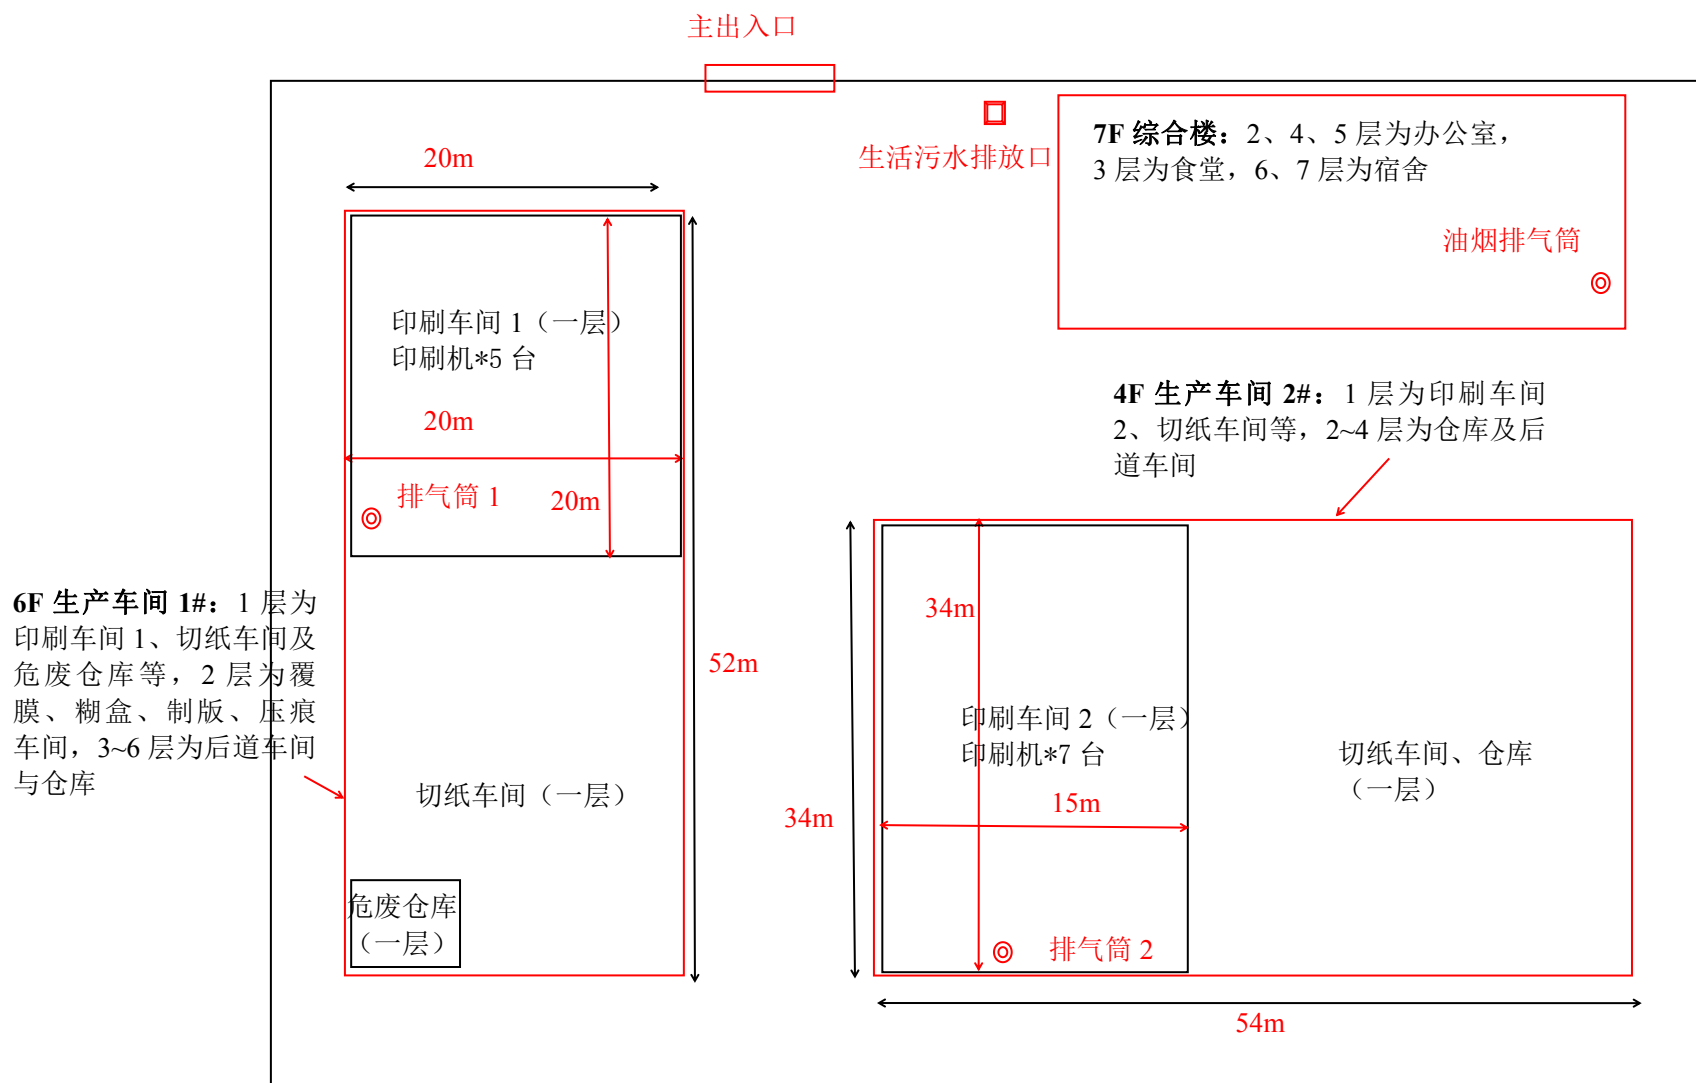 主出入口
20m
生活污水排放口
7F 综合楼：2、4、5 层为办公室，
3 层为食堂，6、7 层为宿舍
油烟排气筒
印刷车间 1（一层）
印刷机*5 台
20m
排气筒 1
20m
4F 生产车间 2#：1 层为印刷车间
2、切纸车间等，2~4 层为仓库及后
道车间
6F 生产车间 1#：1 层为
印刷车间 1、切纸车间及
危废仓库等，2 层为覆
膜、糊盒、制版、压痕
车间，3~6 层为后道车间
与仓库
52m
切纸车间（一层）
危废仓库
（一层）
34m
印刷车间 2（一层）
印刷机*7 台
15m
34m
切纸车间、仓库
（一层）
排气筒 2
54m